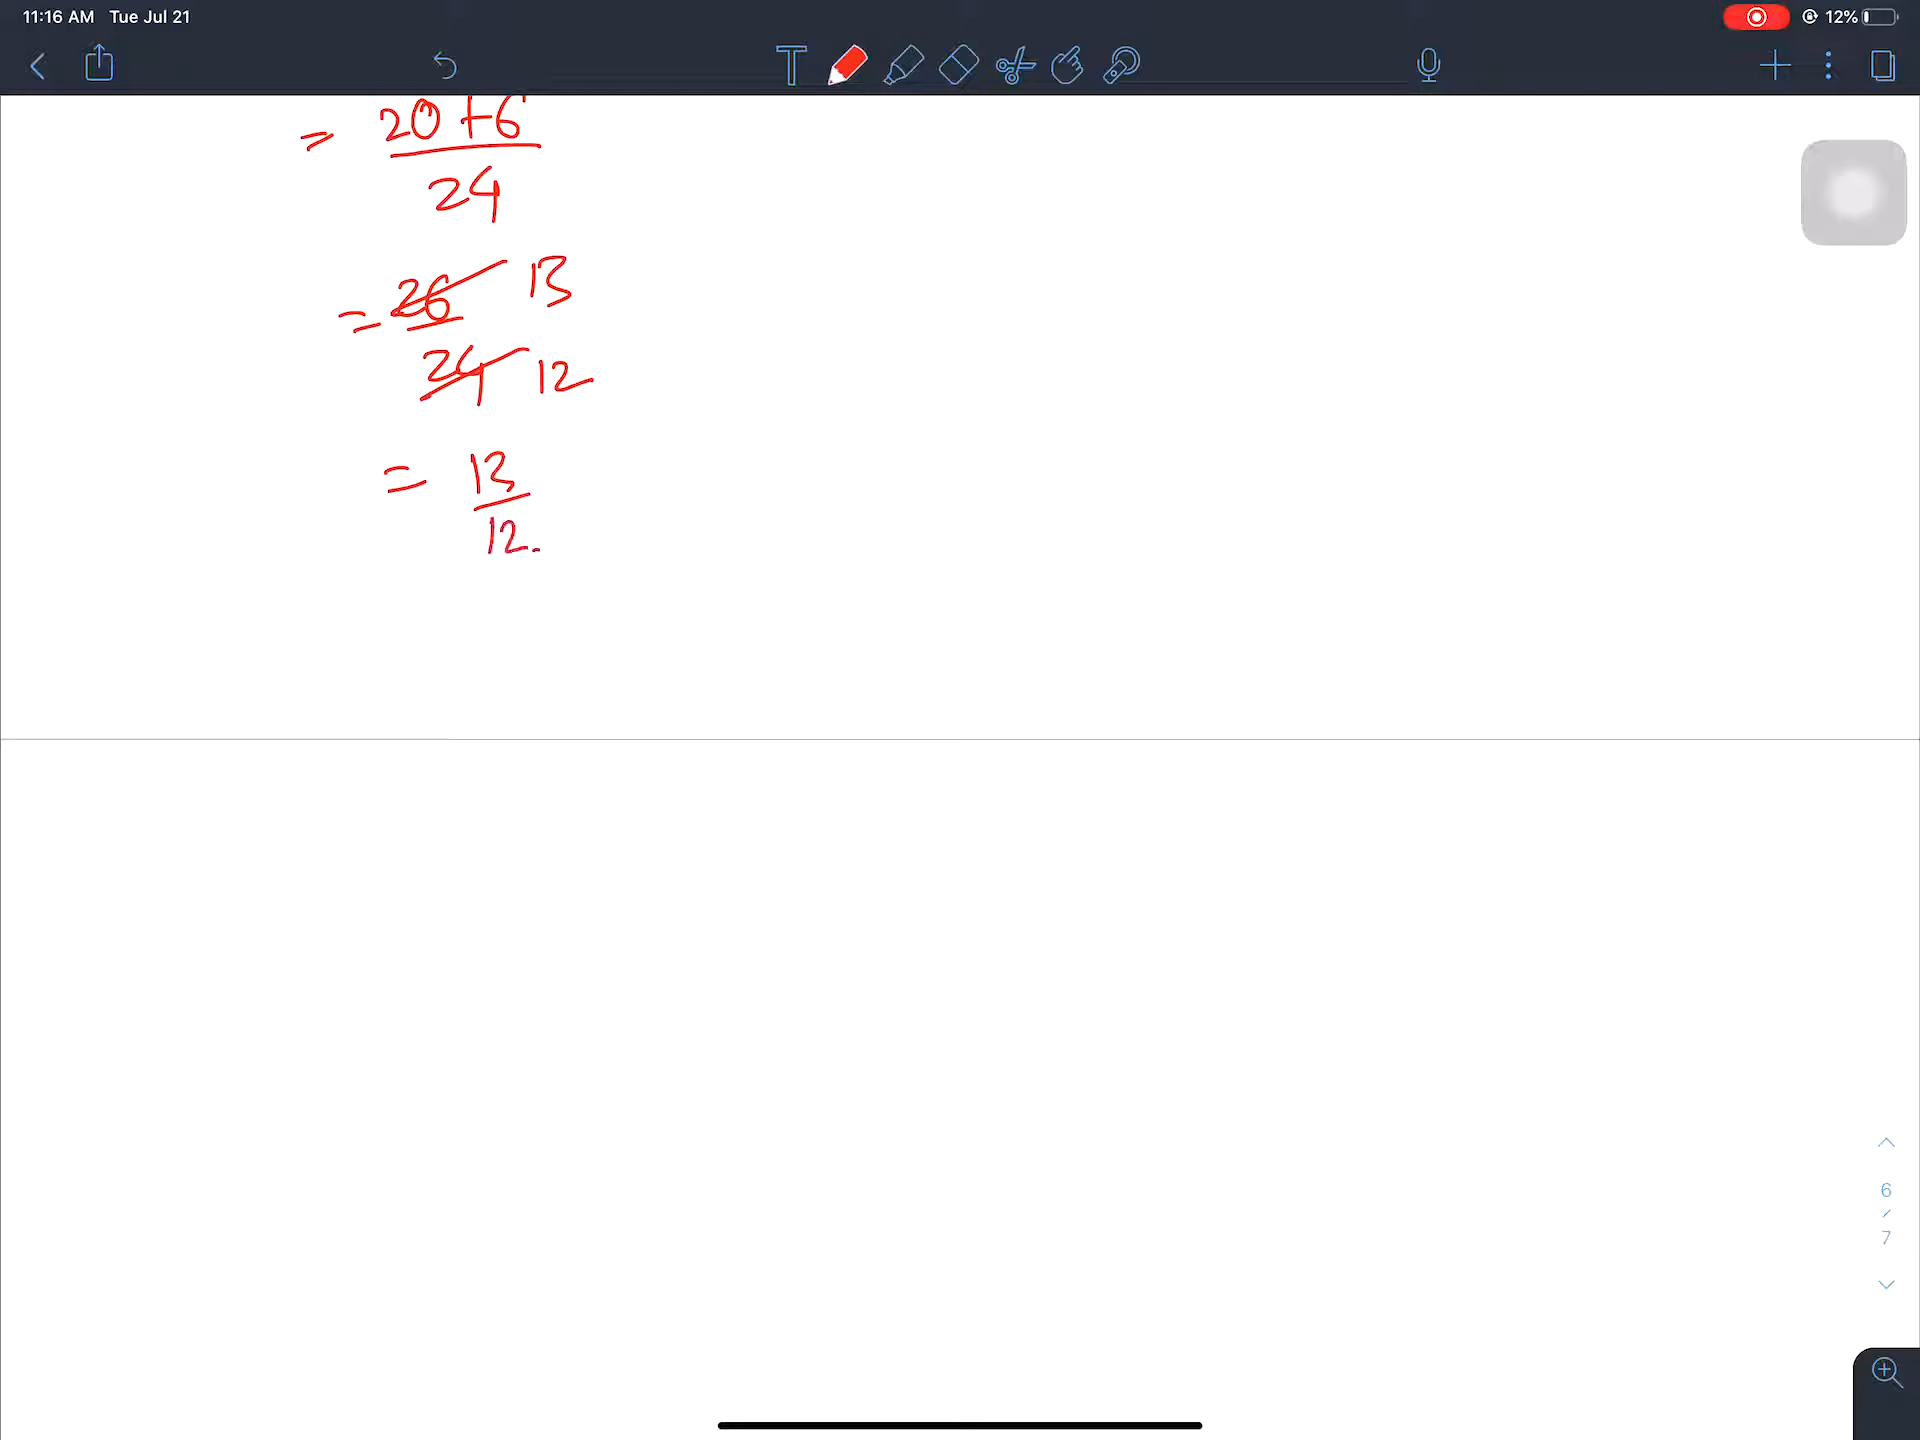 11:16 AM Tue Jul 21
12%
= 20 + 6
24
= 26 13
24 12
= 13
12.
6
/
7